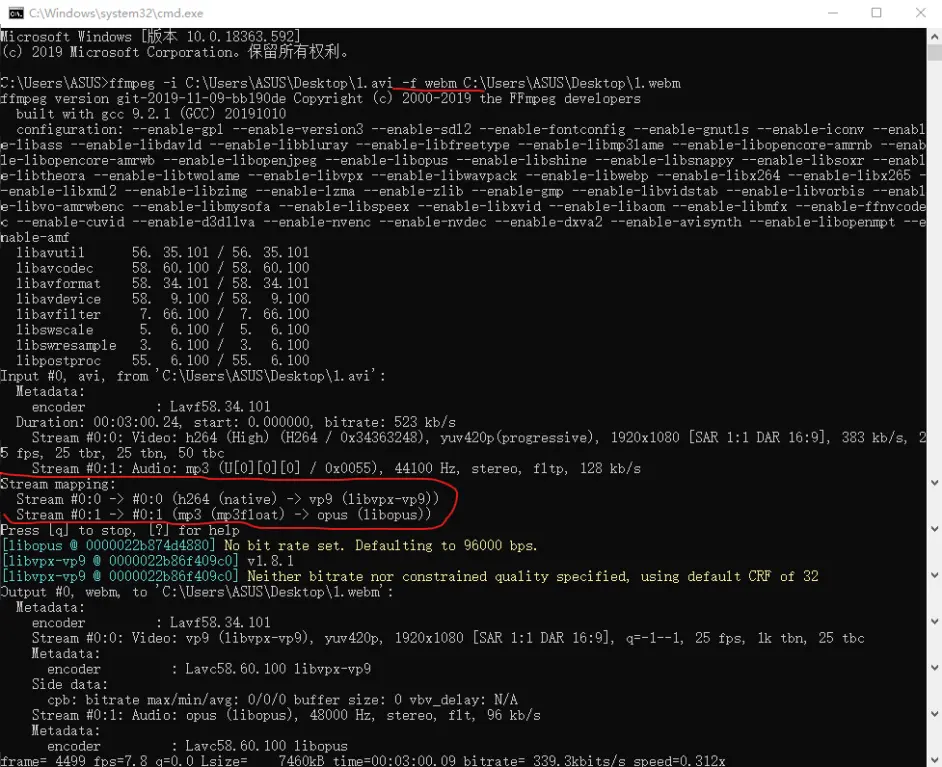 C:\Windows\system32\cmd.exe
Microsoft Windows [版本 10.0.18363.592]
(c) 2019 Microsoft Corporation。保留所有权利。
C:\Users\ASUS>ffmpeg -i C:\Users\ASUS\Desktop\1.avi -f webm C:\Users\ASUS\Desktop\1.webm
ffmpeg version git-2019-11-09-bb190de Copyright (c) 2000-2019 the FFmpeg developers
built with gcc 9.2.1 (GCC) 20191010
configuration: --enable-gpl --enable-version3 --enable-sdl2 --enable-fontconfig --enable-gnutls --enable-iconv --enabl
e-libass --enable-libdav1d --enable-libbluray --enable-libfreetype --enable-libmp3lame --enable-libopencore-amrnb --enab
le-libopencore-amrwb --enable-libopenjpeg --enable-libopus --enable-libshine --enable-libsnappy --enable-libsoxr --enabl
e-libtheora --enable-libtwolame --enable-libvpx --enable-libwavpack --enable-libwebp --enable-libx264 --enable-libx265 -
-enable-libxml2 --enable-libzimg --enable-lzma --enable-zlib --enable-gmp --enable-libvidstab --enable-libvorbis --enabl
e-libvo-amrwbenc --enable-libmysofa --enable-libspeex --enable-libxvid --enable-libaom --enable-libmfx --enable-ffnvcode
c --enable-cuvid --enable-d3d11va --enable-nvenc --enable-nvdec --enable-dxva2 --enable-avisynth --enable-libopenmpt --e
nable-amf
libavutil 56. 35.101 / 56. 35.101
libavcodec 58. 60.100 / 58. 60.100
libavformat 58. 34.101 / 58. 34.101
libavdevice 58. 9.100 / 58. 9.100
libavfilter 7. 66.100 / 7. 66.100
libswscale 5. 6.100 / 5. 6.100
libswresample 3. 6.100 / 3. 6.100
libpostproc 55. 6.100 / 55. 6.100
Input #0, avi, from 'C:\Users\ASUS\Desktop\1.avi':
Metadata:
encoder : Lavf58.34.101
Duration: 00:03:00.24, start: 0.000000, bitrate: 523 kb/s
Stream #0:0: Video: h264 (High) (H264 / 0x34363248), yuv420p(progressive), 1920x1080 [SAR 1:1 DAR 16:9], 383 kb/s, 2
5 fps, 25 tbr, 25 tbn, 50 tbc
Stream #0:1: Audio: mp3 (U[0][0][0] / 0x0055), 44100 Hz, stereo, fltp, 128 kb/s
Stream mapping:
Stream #0:0 -> #0:0 (h264 (native) -> vp9 (libvpx-vp9))
Stream #0:1 -> #0:1 (mp3 (mp3float) -> opus (libopus))
Press [q] to stop, [?] for help
[libopus @ 0000022b874d4880] No bit rate set. Defaulting to 96000 bps.
[libvpx-vp9 @ 0000022b86f409c0] v1.8.1
[libvpx-vp9 @ 0000022b86f409c0] Neither bitrate nor constrained quality specified, using default CRF of 32
Output #0, webm, to 'C:\Users\ASUS\Desktop\1.webm':
Metadata:
encoder : Lavf58.34.101
Stream #0:0: Video: vp9 (libvpx-vp9), yuv420p, 1920x1080 [SAR 1:1 DAR 16:9], q=-1--1, 25 fps, 1k tbn, 25 tbc
Metadata:
encoder : Lavc58.60.100 libvpx-vp9
Side data:
cpb: bitrate max/min/avg: 0/0/0 buffer size: 0 vbv_delay: N/A
Stream #0:1: Audio: opus (libopus), 48000 Hz, stereo, flt, 96 kb/s
Metadata:
encoder : Lavc58.60.100 libopus
frame= 4499 fps=7.8 q=0.0 Lsize= 7460kB time=00:03:00.09 bitrate= 339.3kbits/s speed=0.312x